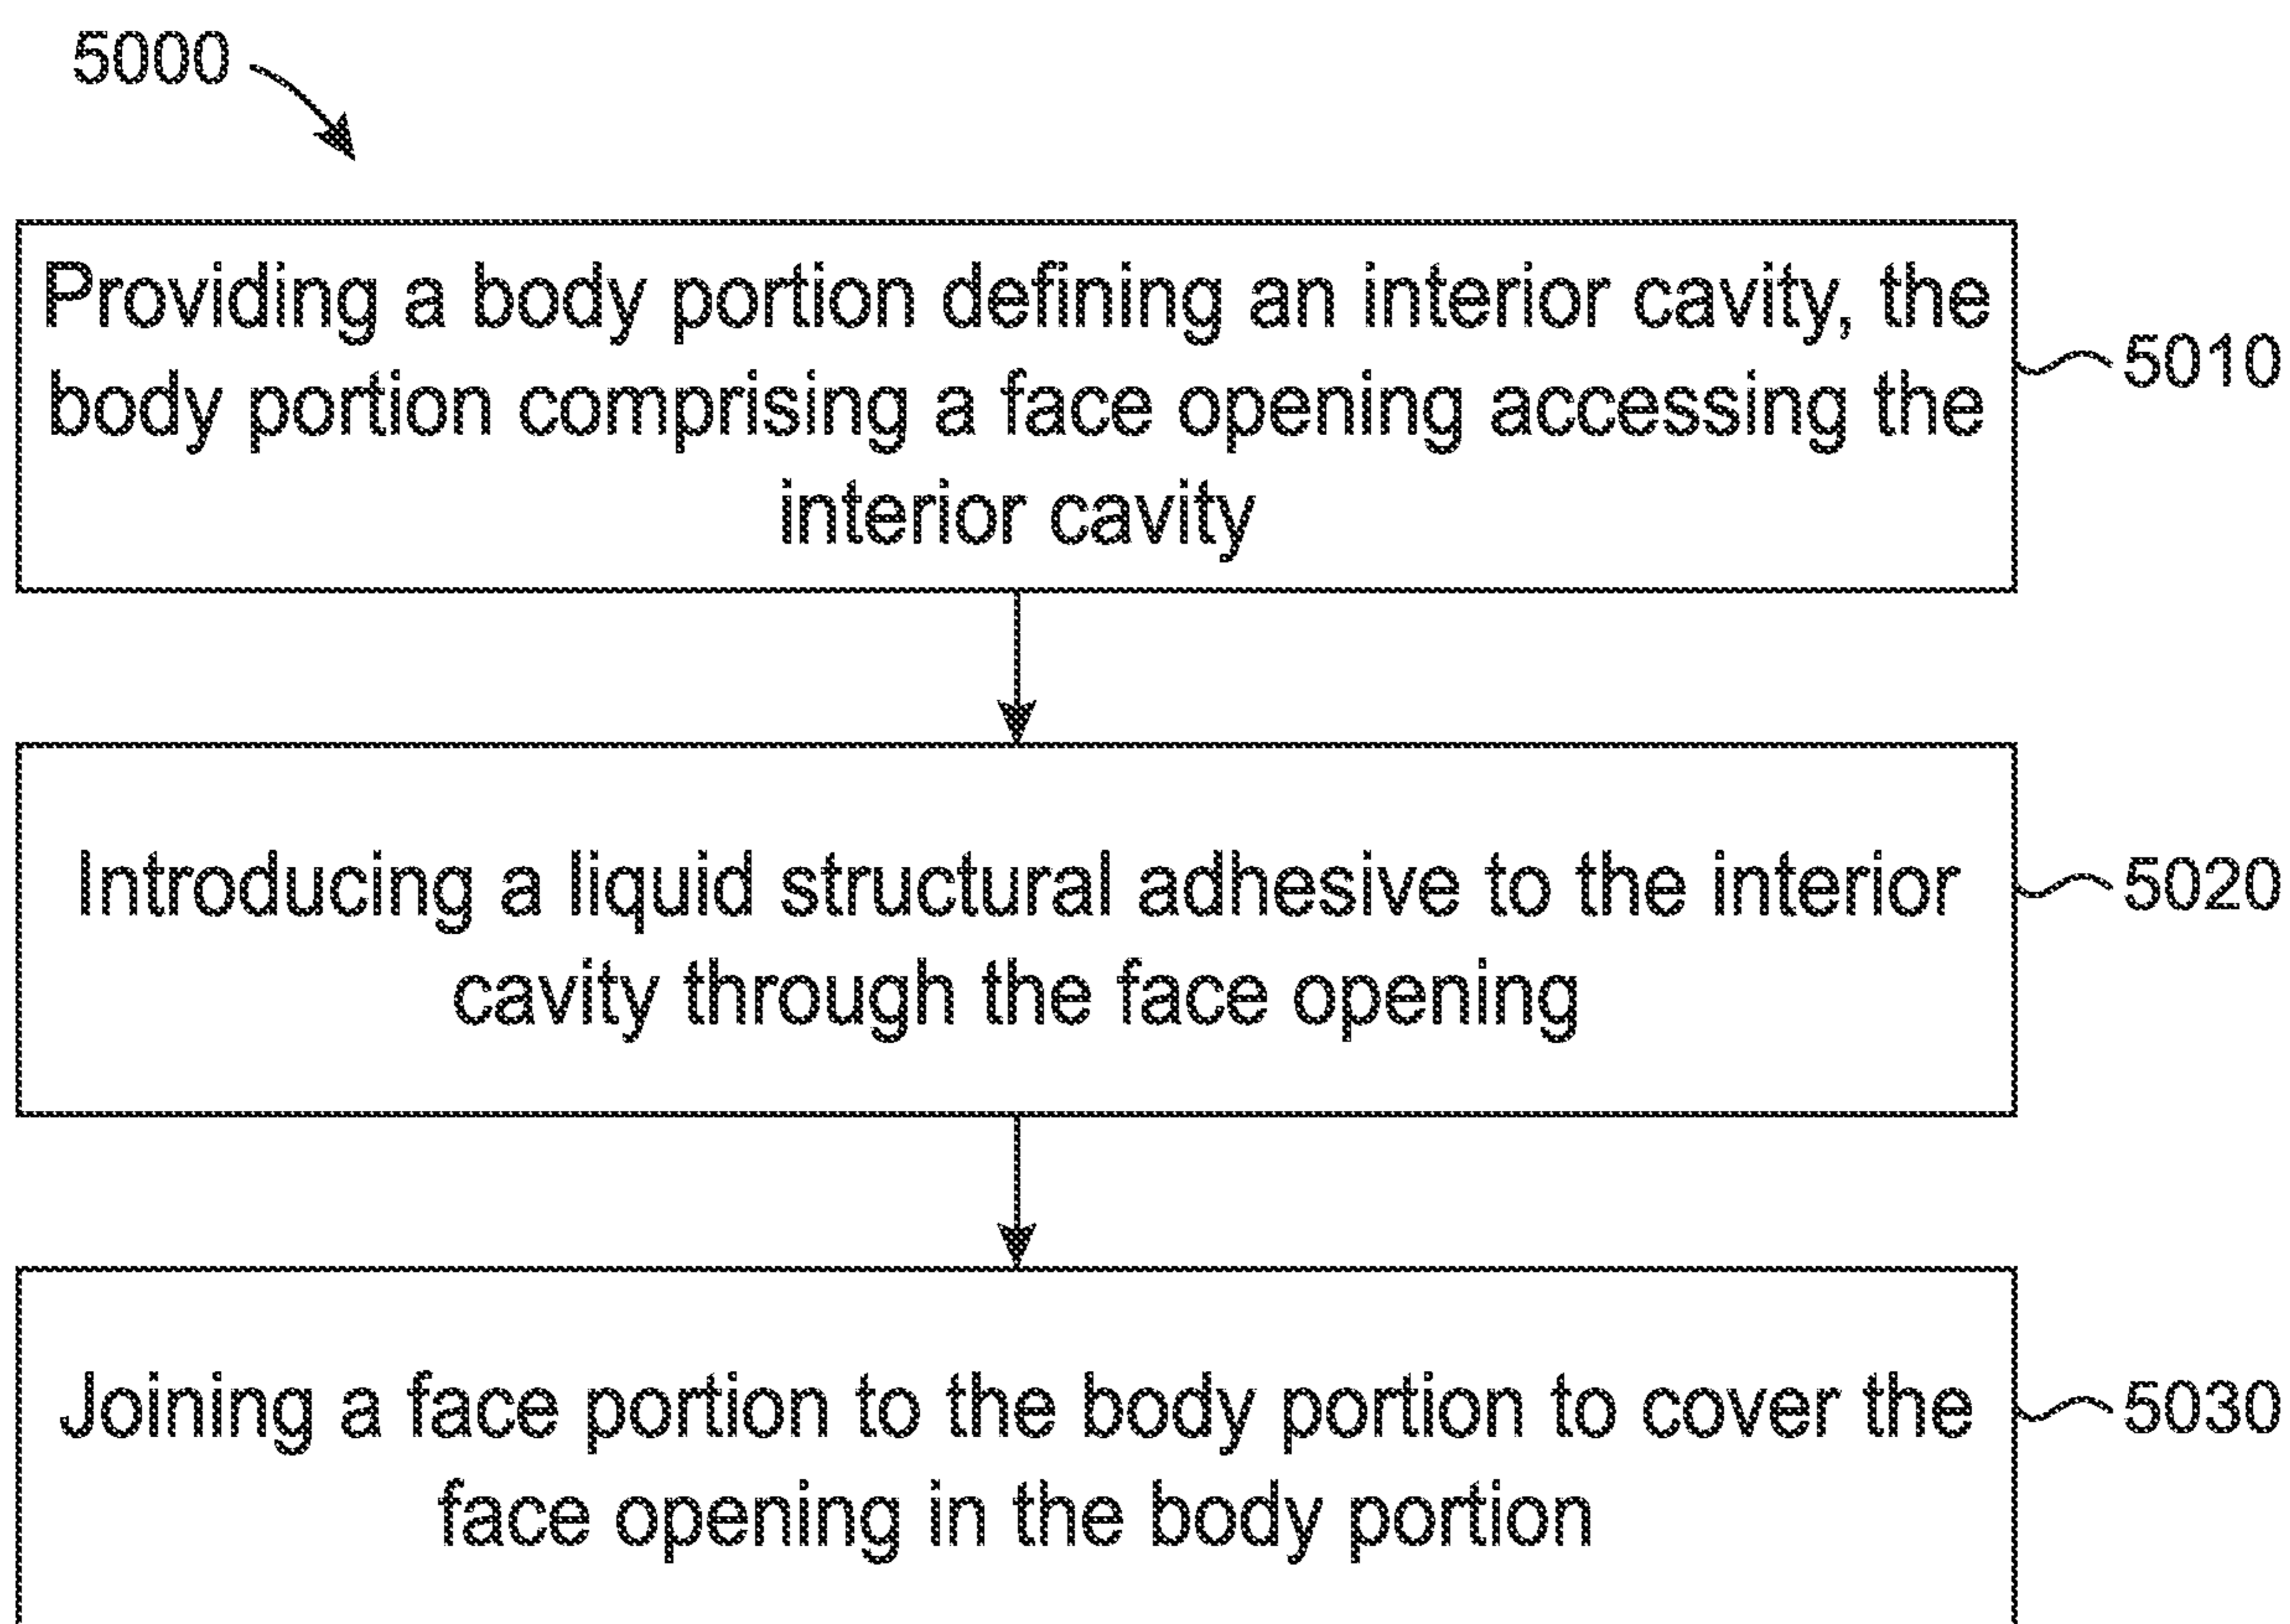 5000
Providing a body portion defining an interior cavity, the
body portion comprising a face opening accessing the
interior cavity
5010
Introducing a liquid structural adhesive to the interior
cavity through the face opening
5020
Joining a face portion to the body portion to cover the
face opening in the body portion
5030